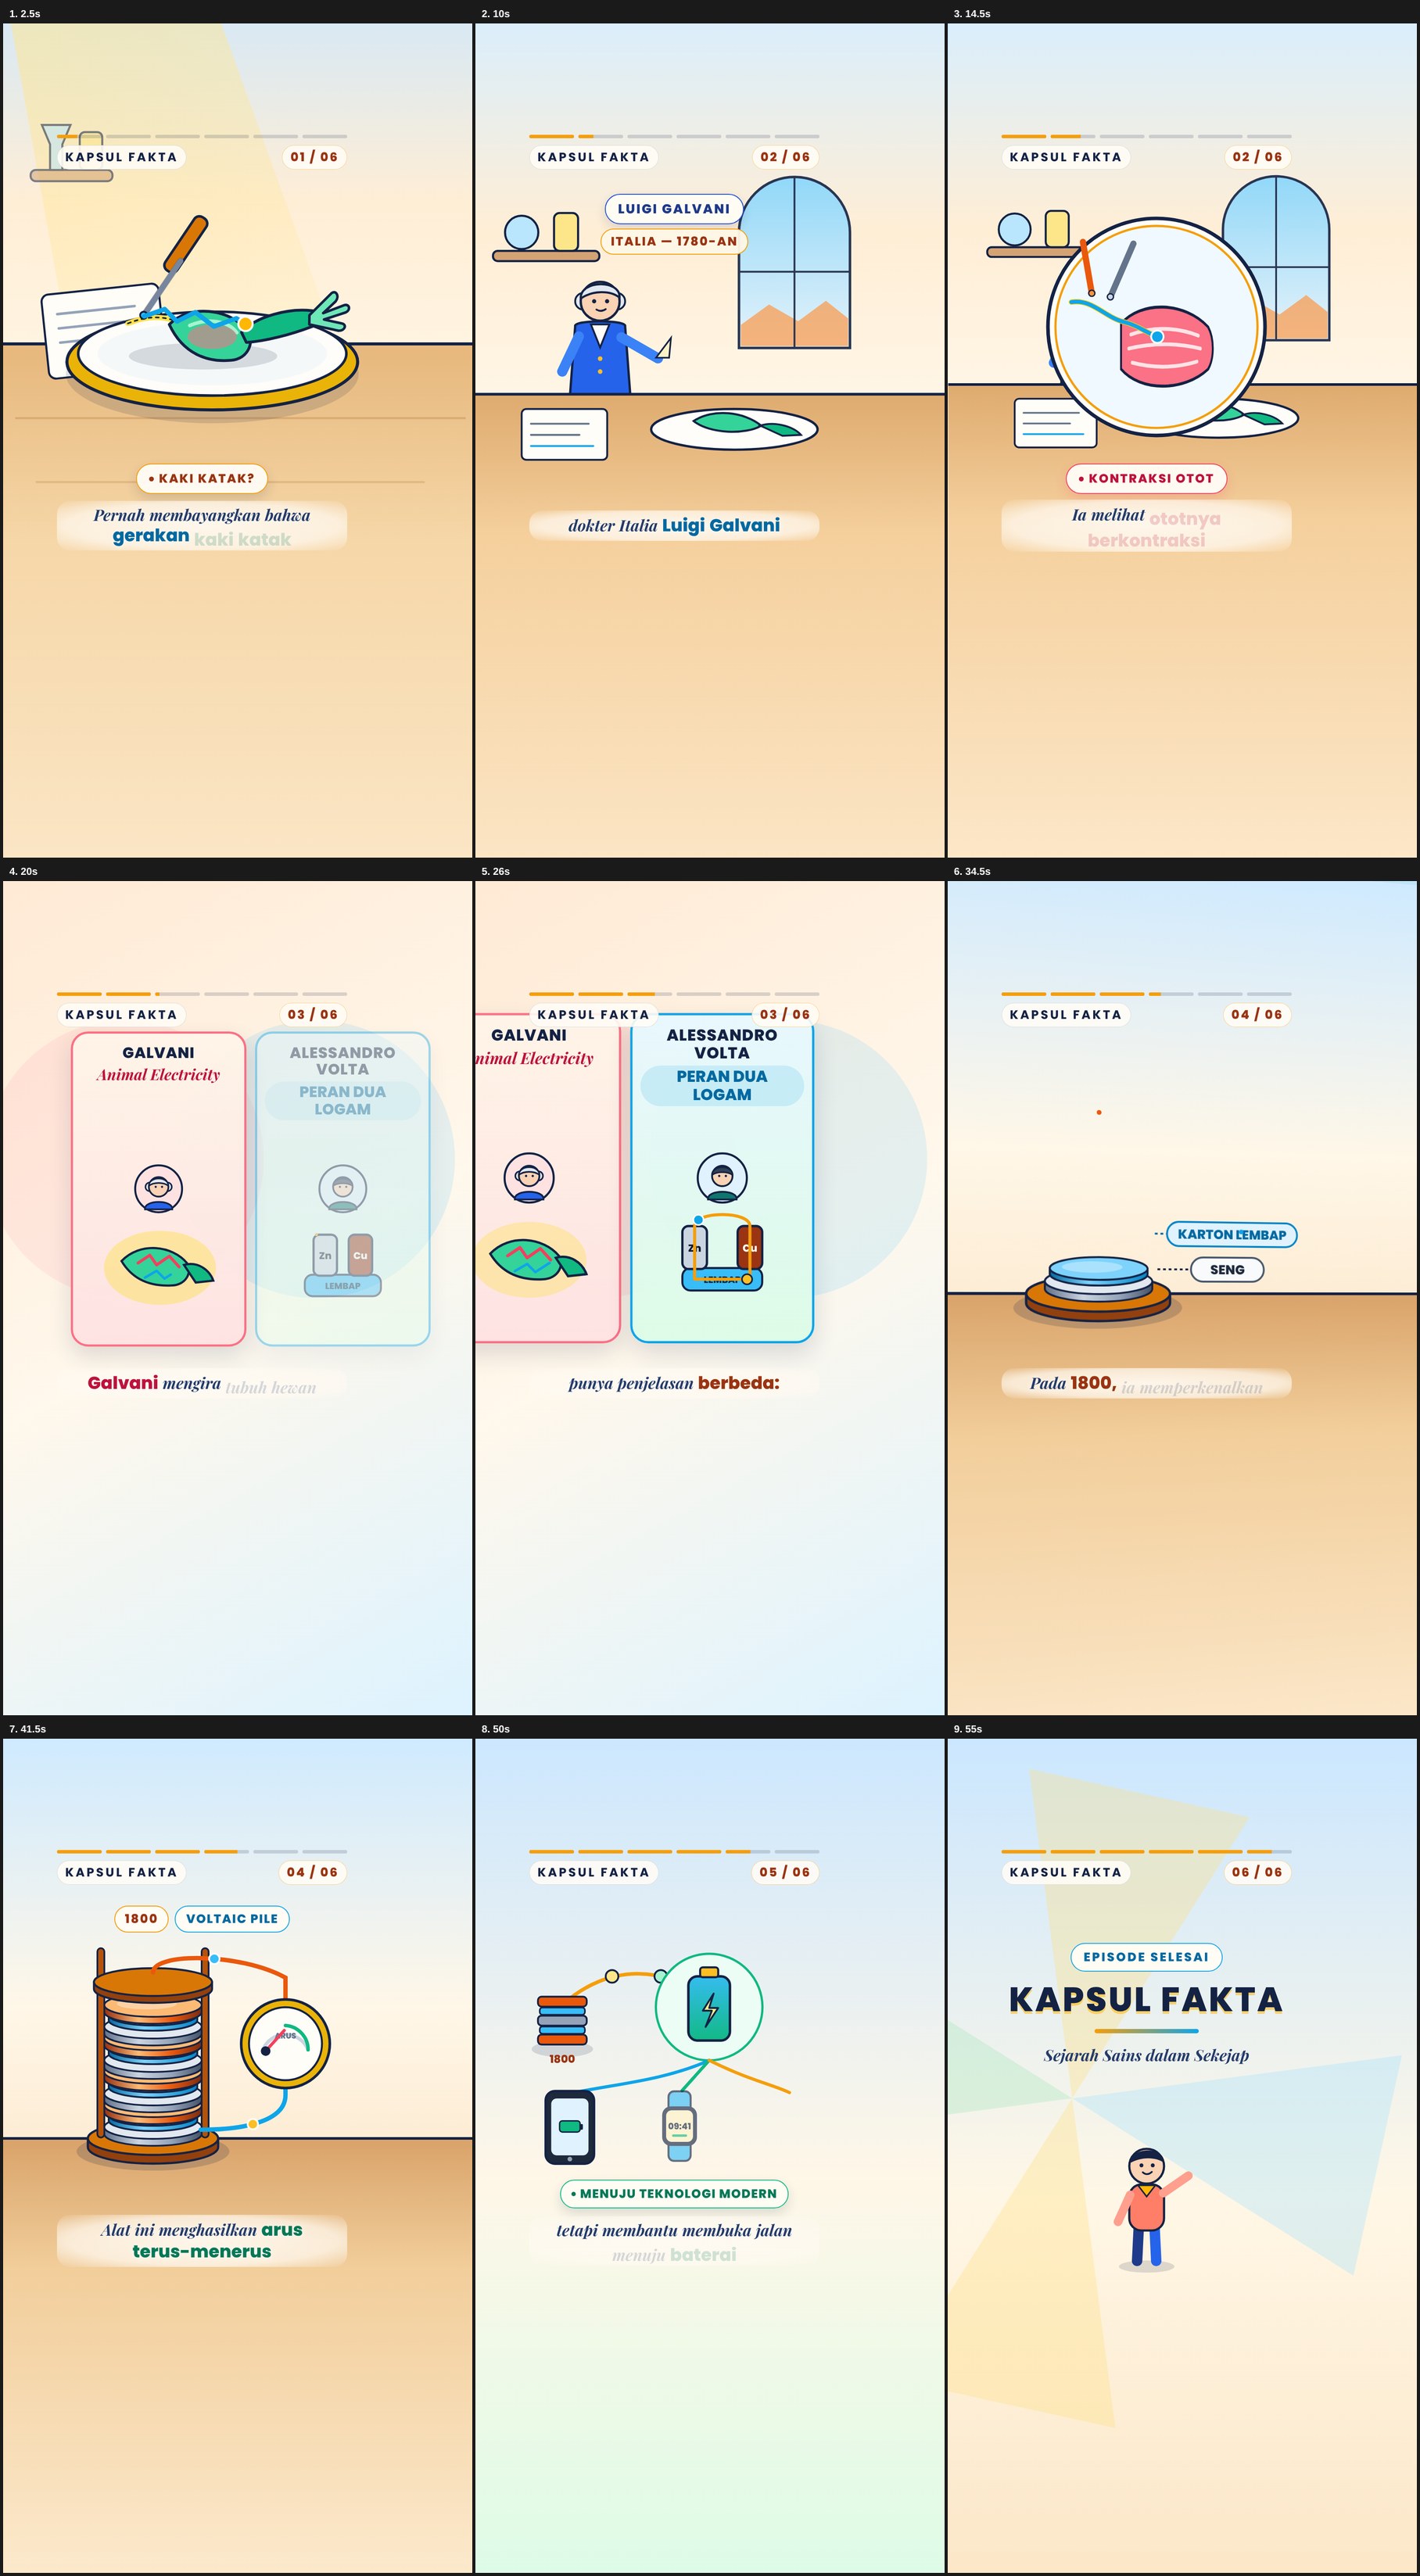 1. 2.5s
KAPSUL FAKTA
01 / 06
• KAKI KATAK?
Pernah membayangkan bahwa
gerakan kaki katak
2. 10s
KAPSUL FAKTA
02 / 06
LUIGI GALVANI
ITALIA — 1780-AN
dokter Italia Luigi Galvani
3. 14.5s
KAPSUL FAKTA
02 / 06
• KONTRAKSI OTOT
Ia melihat ototnya
berkontraksi
4. 20s
KAPSUL FAKTA
03 / 06
GALVANI
Animal Electricity
ALESSANDRO
VOLTA
PERAN DUA
LOGAM
Zn
Cu
LEMBAP
Galvani mengira tubuh hewan
5. 26s
KAPSUL FAKTA
03 / 06
GALVANI
nimal Electricity
ALESSANDRO
VOLTA
PERAN DUA
LOGAM
Zn
Cu
LEMBAP
punya penjelasan berbeda:
6. 34.5s
KAPSUL FAKTA
04 / 06
KARTON LEMBAP
SENG
Pada 1800, ia memperkenalkan
7. 41.5s
KAPSUL FAKTA
04 / 06
1800
VOLTAIC PILE
ARUS
Alat ini menghasilkan arus
terus-menerus
8. 50s
KAPSUL FAKTA
05 / 06
1800
09:41
• MENUJU TEKNOLOGI MODERN
tetapi membantu membuka jalan
menuju baterai
9. 55s
KAPSUL FAKTA
06 / 06
EPISODE SELESAI
KAPSUL FAKTA
Sejarah Sains dalam Sekejap